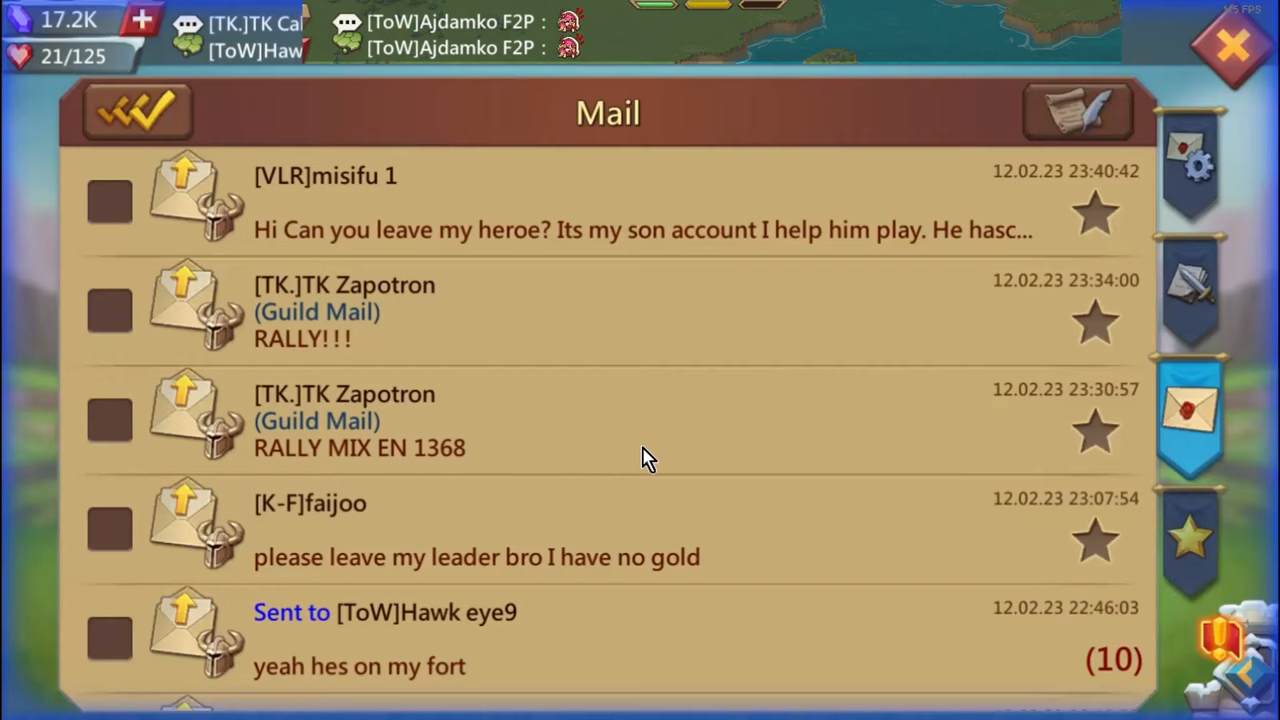 17.2K
[TK.]TK Cal
[ToW]Ajdamko F2P :
21/125
[ToW]Haw
[ToW]Ajdamko F2P :
Mail
[VLR]misifu 1
12.02.23 23:40:42
Hi Can you leave my heroe? Its my son account I help him play. He hasc...
[TK.]TK Zapotron
12.02.23 23:34:00
(Guild Mail)
RALLY!!!
[TK.]TK Zapotron
12.02.23 23:30:57
(Guild Mail)
RALLY MIX EN 1368
[K-F]faijoo
12.02.23 23:07:54
please leave my leader bro I have no gold
Sent to [ToW]Hawk eye9
12.02.23 22:46:03
yeah hes on my fort
(10)